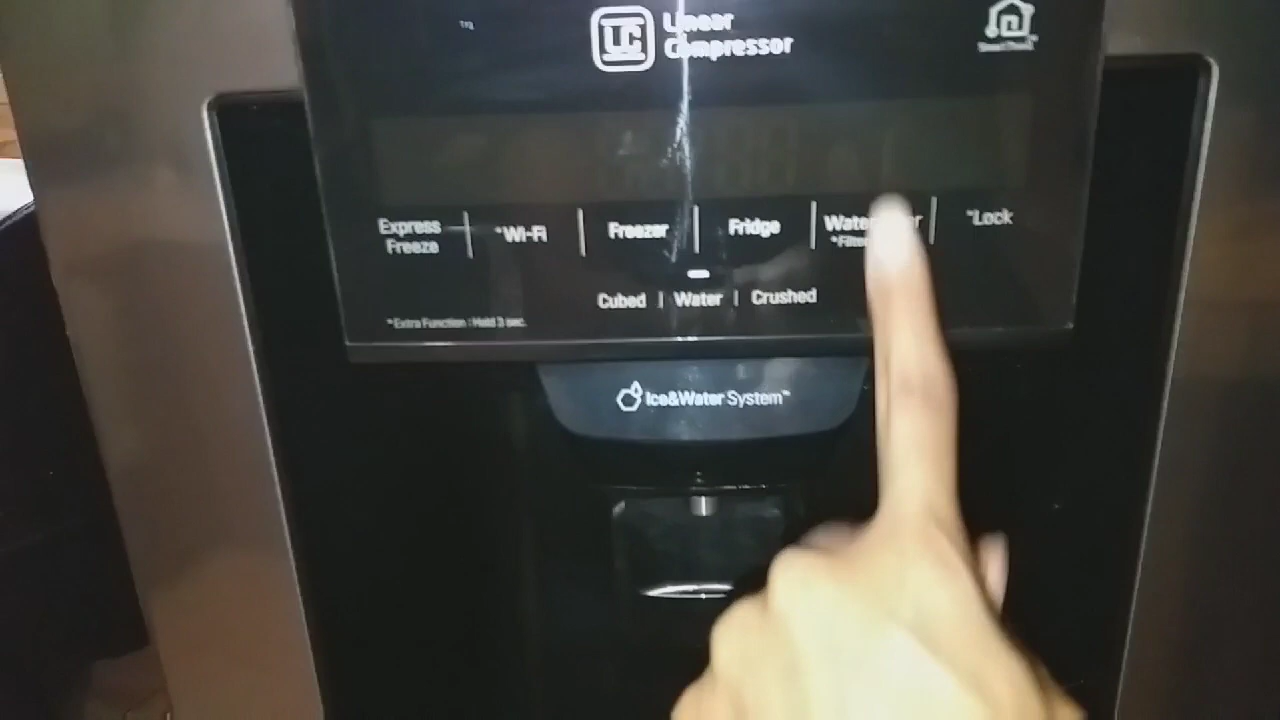 LC Linear
Compressor
Express
Freeze
*Wi-Fi
Freezer
Fridge
*Lock
Cubed | Water | Crushed
*Extra Function : Hold 3 sec.
Ice&Water System™